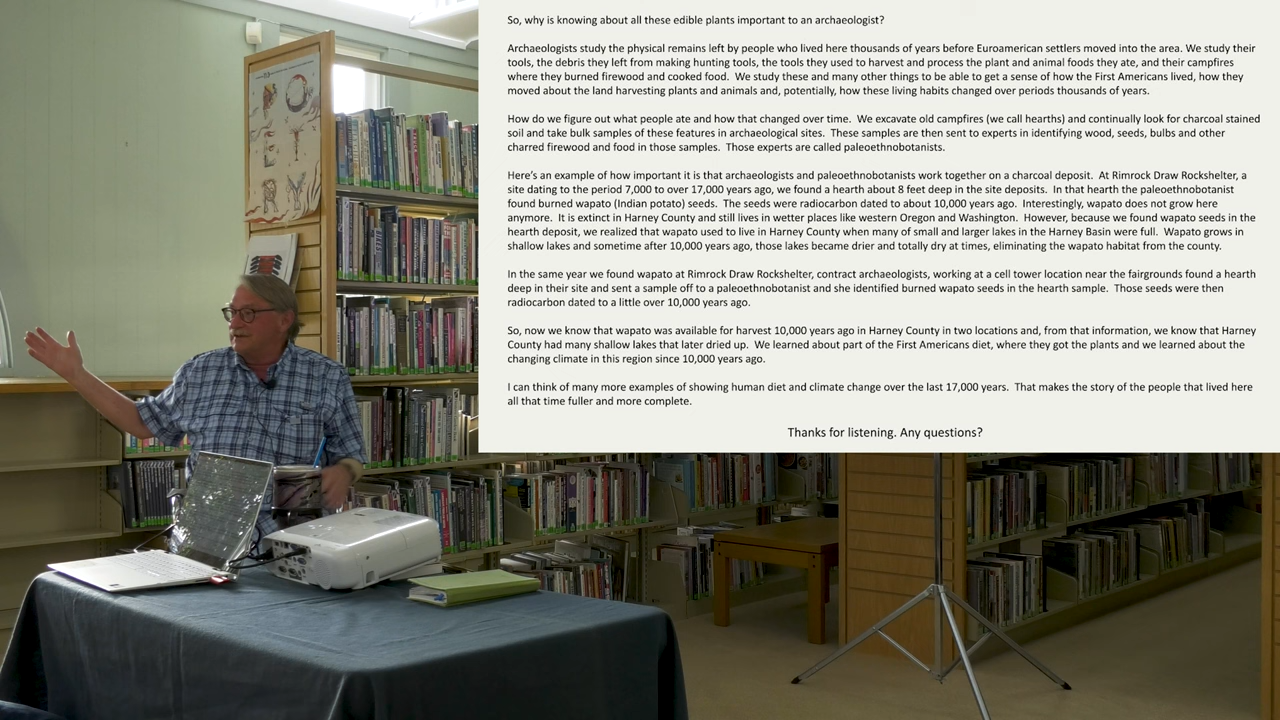 So, why is knowing about all these edible plants important to an archaeologist?
Archaeologists study the physical remains left by people who lived here thousands of years before Euroamerican settlers moved into the area. We study their
tools, the debris they left from making hunting tools, the tools they used to harvest and process the plant and animal foods they ate, and their campfires
where they burned firewood and cooked food. We study these and many other things to be able to get a sense of how the First Americans lived, how they
moved about the land harvesting plants and animals and, potentially, how these living habits changed over periods thousands of years.
How do we figure out what people ate and how that changed over time. We excavate old campfires (we call hearths) and continually look for charcoal stained
soil and take bulk samples of these features in archaeological sites. These samples are then sent to experts in identifying wood, seeds, bulbs and other
charred firewood and food in those samples. Those experts are called paleoethnobotanists.
Here's an example of how important it is that archaeologists and paleoethnobotanists work together on a charcoal deposit. At Rimrock Draw Rockshelter, a
site dating to the period 7,000 to over 17,000 years ago, we found a hearth about 8 feet deep in the site deposits. In that hearth the paleoethnobotanist
found burned wapato (Indian potato) seeds. The seeds were radiocarbon dated to about 10,000 years ago. Interestingly, wapato does not grow here
anymore. It is extinct in Harney County and still lives in wetter places like western Oregon and Washington. However, because we found wapato seeds in the
hearth deposit, we realized that wapato used to live in Harney County when many of small and larger lakes in the Harney Basin were full. Wapato grows in
shallow lakes and sometime after 10,000 years ago, those lakes became drier and totally dry at times, eliminating the wapato habitat from the county.
In the same year we found wapato at Rimrock Draw Rockshelter, contract archaeologists, working at a cell tower location near the fairgrounds found a hearth
deep in their site and sent a sample off to a paleoethnobotanist and she identified burned wapato seeds in the hearth sample. Those seeds were then
radiocarbon dated to a little over 10,000 years ago.
So, now we know that wapato was available for harvest 10,000 years ago in Harney County in two locations and, from that information, we know that Harney
County had many shallow lakes that later dried up. We learned about part of the First Americans diet, where they got the plants and we learned about the
changing climate in this region since 10,000 years ago.
I can think of many more examples of showing human diet and climate change over the last 17,000 years. That makes the story of the people that lived here
all that time fuller and more complete.
Thanks for listening. Any questions?